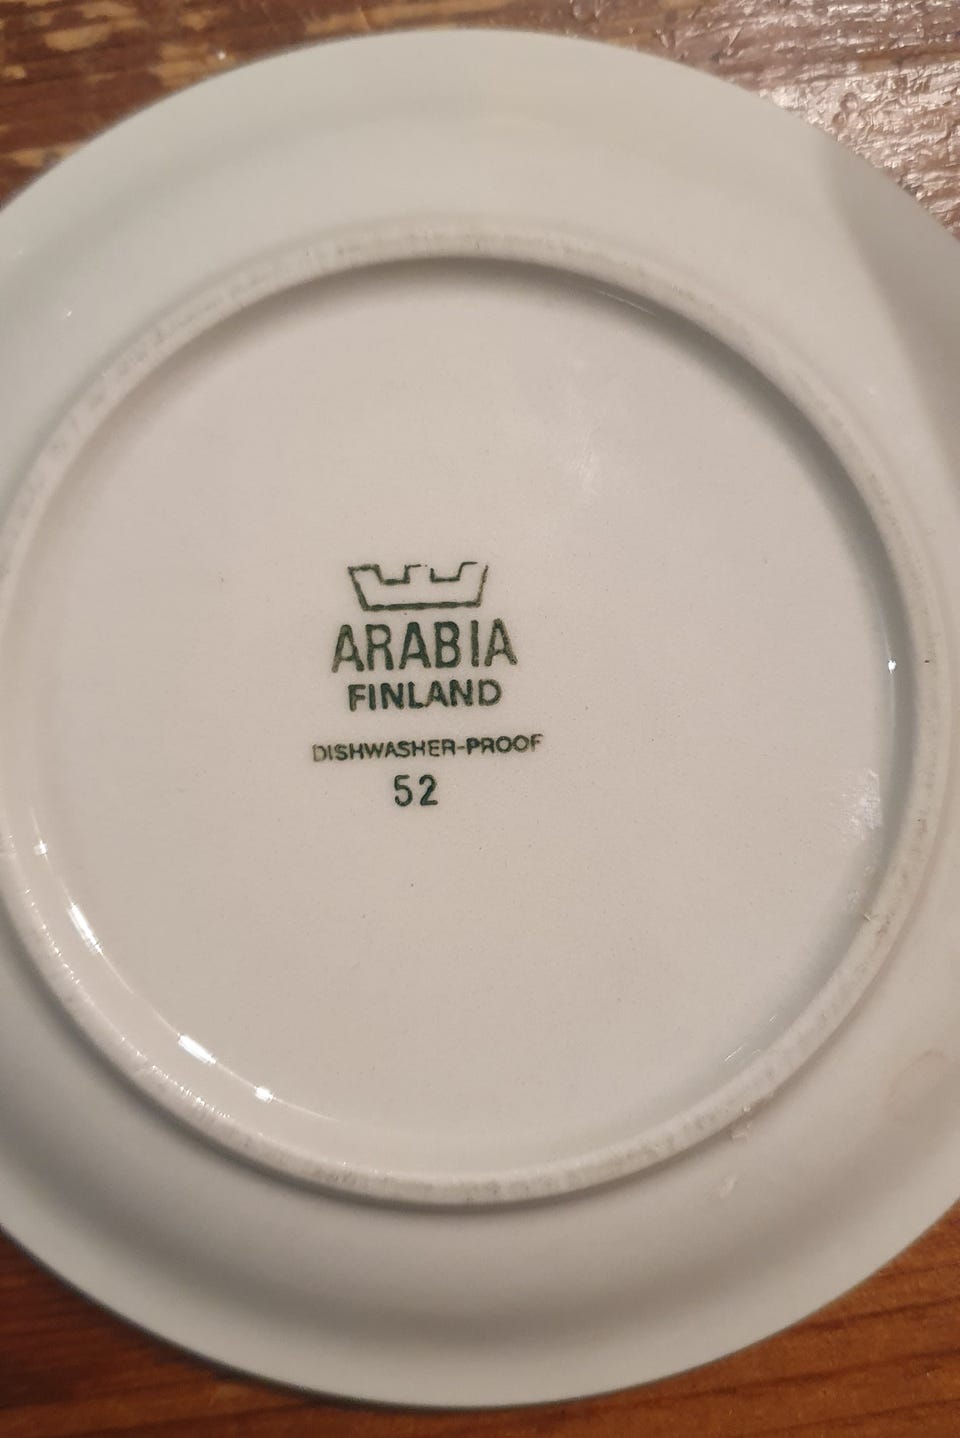 ARABIA
FINLAND
DISHWASHER-PROOF
52